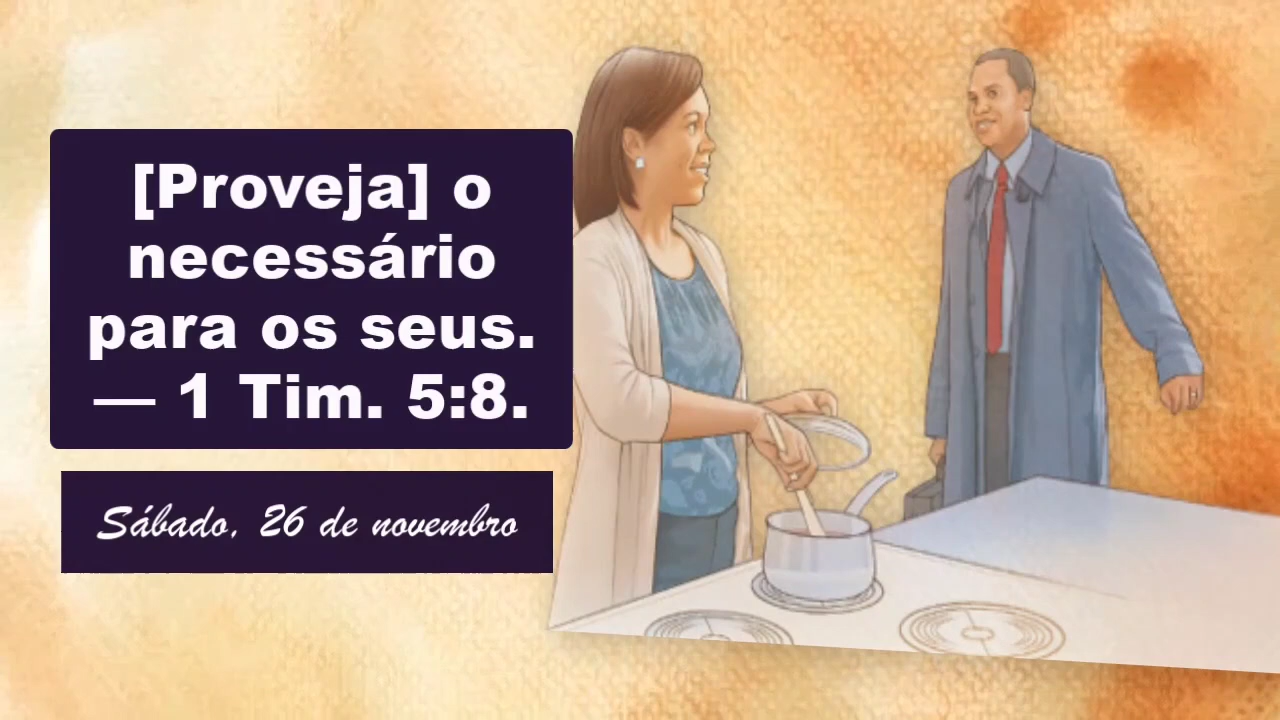 [Proveja] o
necessário
para os seus.
— 1 Tim. 5:8.
Sábado, 26 de novembro